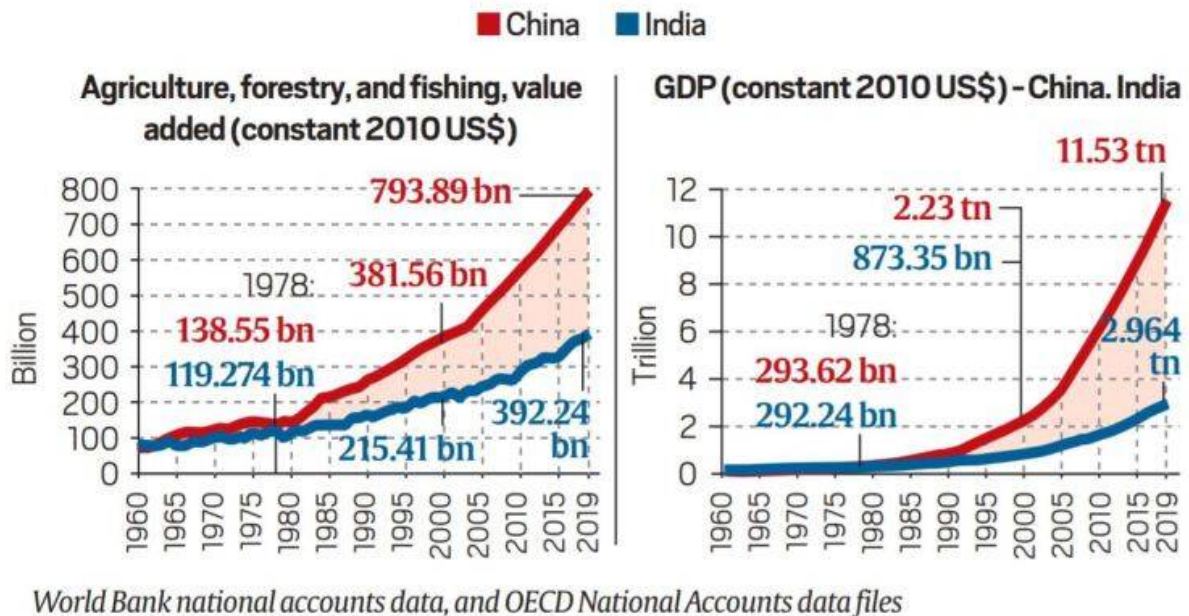 China India
Agriculture, forestry, and fishing, value
added (constant 2010 US$)
800
700
600
500
400
300
200
100
0
Billion
793.89 bn
381.56 bn
1978:
138.55 bn
119.274 bn
215.41 bn
392.24
bn
1960 1965 1970 1975 1980 1985 1990 1995 2000 2005 2010 2015 2019
GDP (constant 2010 US$) - China. India
12
10
8
6
4
2
0
Trillion
11.53 tn
2.23 tn
873.35 bn
1978:
293.62 bn
292.24 bn
2.964
tn
1960 1965 1970 1975 1980 1985 1990 1995 2000 2005 2010 2015 2019
World Bank national accounts data, and OECD National Accounts data files